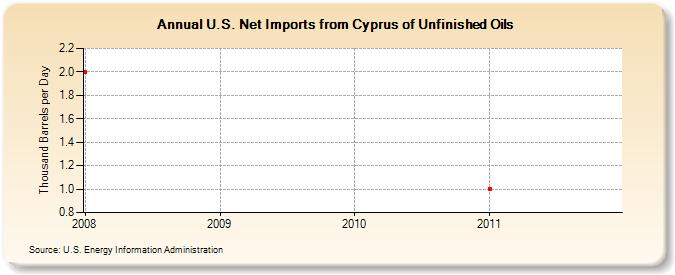 Annual U.S. Net Imports from Cyprus of Unfinished Oils
Thousand Barrels per Day
2.2
2.0
1.8
1.6
1.4
1.2
1.0
0.8
2008 2009 2010 2011
Source: U.S. Energy Information Administration